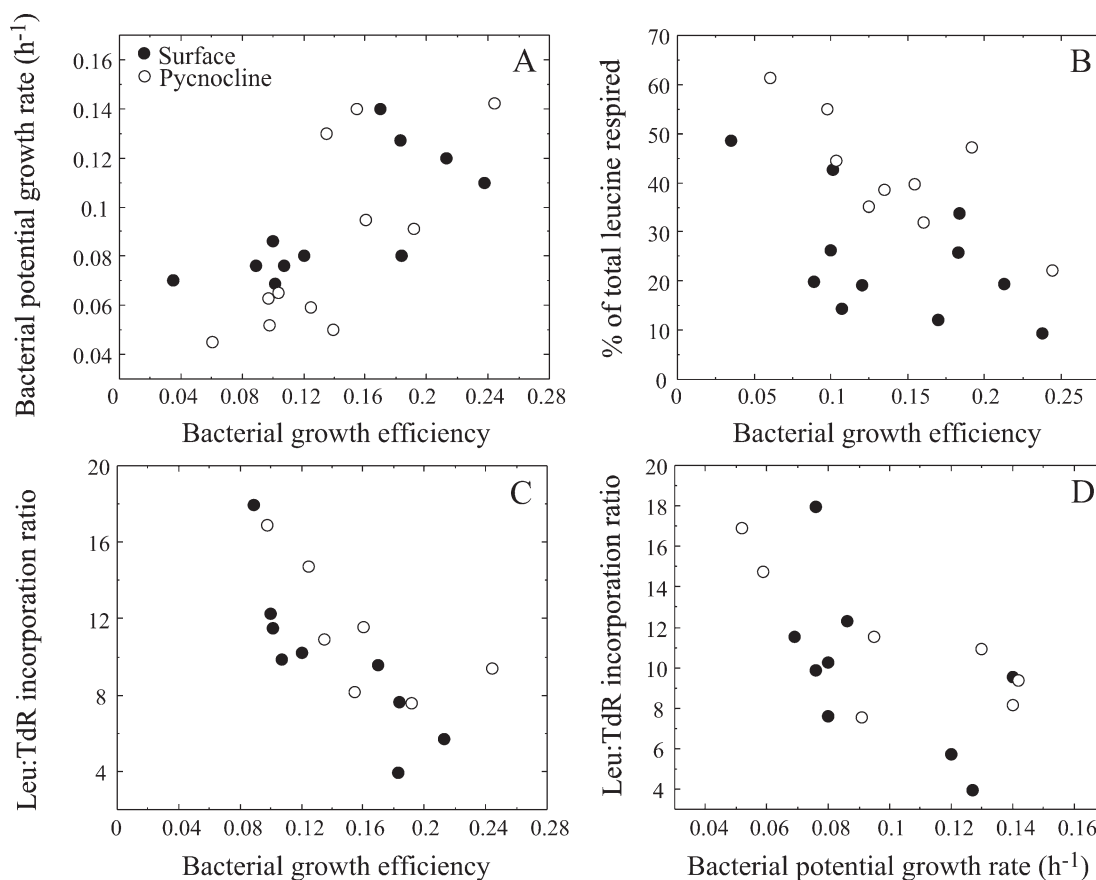 A
Surface
Pycnocline
Bacterial potential growth rate (h-1)
0.16
0.14
0.12
0.1
0.08
0.06
0.04
0.04 0.08 0.12 0.16 0.2 0.24 0.28
Bacterial growth efficiency
B
% of total leucine respired
70
60
50
40
30
20
10
0
0 0.05 0.1 0.15 0.2 0.25
Bacterial growth efficiency
C
Leu:TdR incorporation ratio
20
16
12
8
4
0 0.04 0.08 0.12 0.16 0.2 0.24 0.28
Bacterial growth efficiency
D
Leu:TdR incorporation ratio
20
18
16
14
12
10
8
6
4
0.04 0.06 0.08 0.1 0.12 0.14 0.16
Bacterial potential growth rate (h-1)